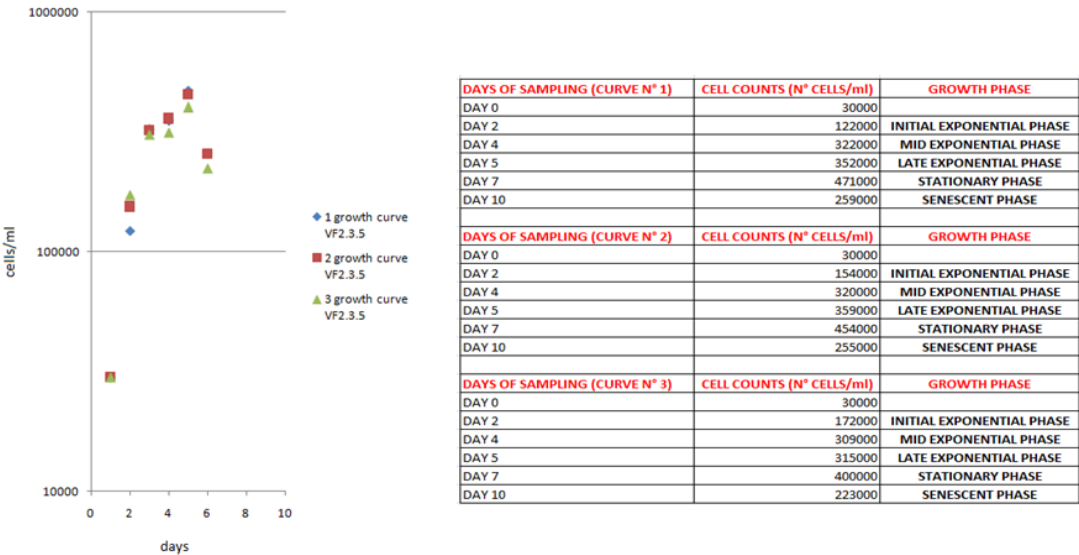 1000000
100000
10000
cells/ml
0 2 4 6 8 10
days
1 growth curve
VF2.3.5
2 growth curve
VF2.3.5
3 growth curve
VF2.3.5
DAYS OF SAMPLING (CURVE N° 1) CELL COUNTS (N° CELLS/ml) GROWTH PHASE
DAY 0 30000
DAY 2 122000 INITIAL EXPONENTIAL PHASE
DAY 4 322000 MID EXPONENTIAL PHASE
DAY 5 352000 LATE EXPONENTIAL PHASE
DAY 7 471000 STATIONARY PHASE
DAY 10 259000 SENESCENT PHASE
DAYS OF SAMPLING (CURVE N° 2) CELL COUNTS (N° CELLS/ml) GROWTH PHASE
DAY 0 30000
DAY 2 154000 INITIAL EXPONENTIAL PHASE
DAY 4 320000 MID EXPONENTIAL PHASE
DAY 5 359000 LATE EXPONENTIAL PHASE
DAY 7 454000 STATIONARY PHASE
DAY 10 255000 SENESCENT PHASE
DAYS OF SAMPLING (CURVE N° 3) CELL COUNTS (N° CELLS/ml) GROWTH PHASE
DAY 0 30000
DAY 2 172000 INITIAL EXPONENTIAL PHASE
DAY 4 309000 MID EXPONENTIAL PHASE
DAY 5 315000 LATE EXPONENTIAL PHASE
DAY 7 400000 STATIONARY PHASE
DAY 10 223000 SENESCENT PHASE